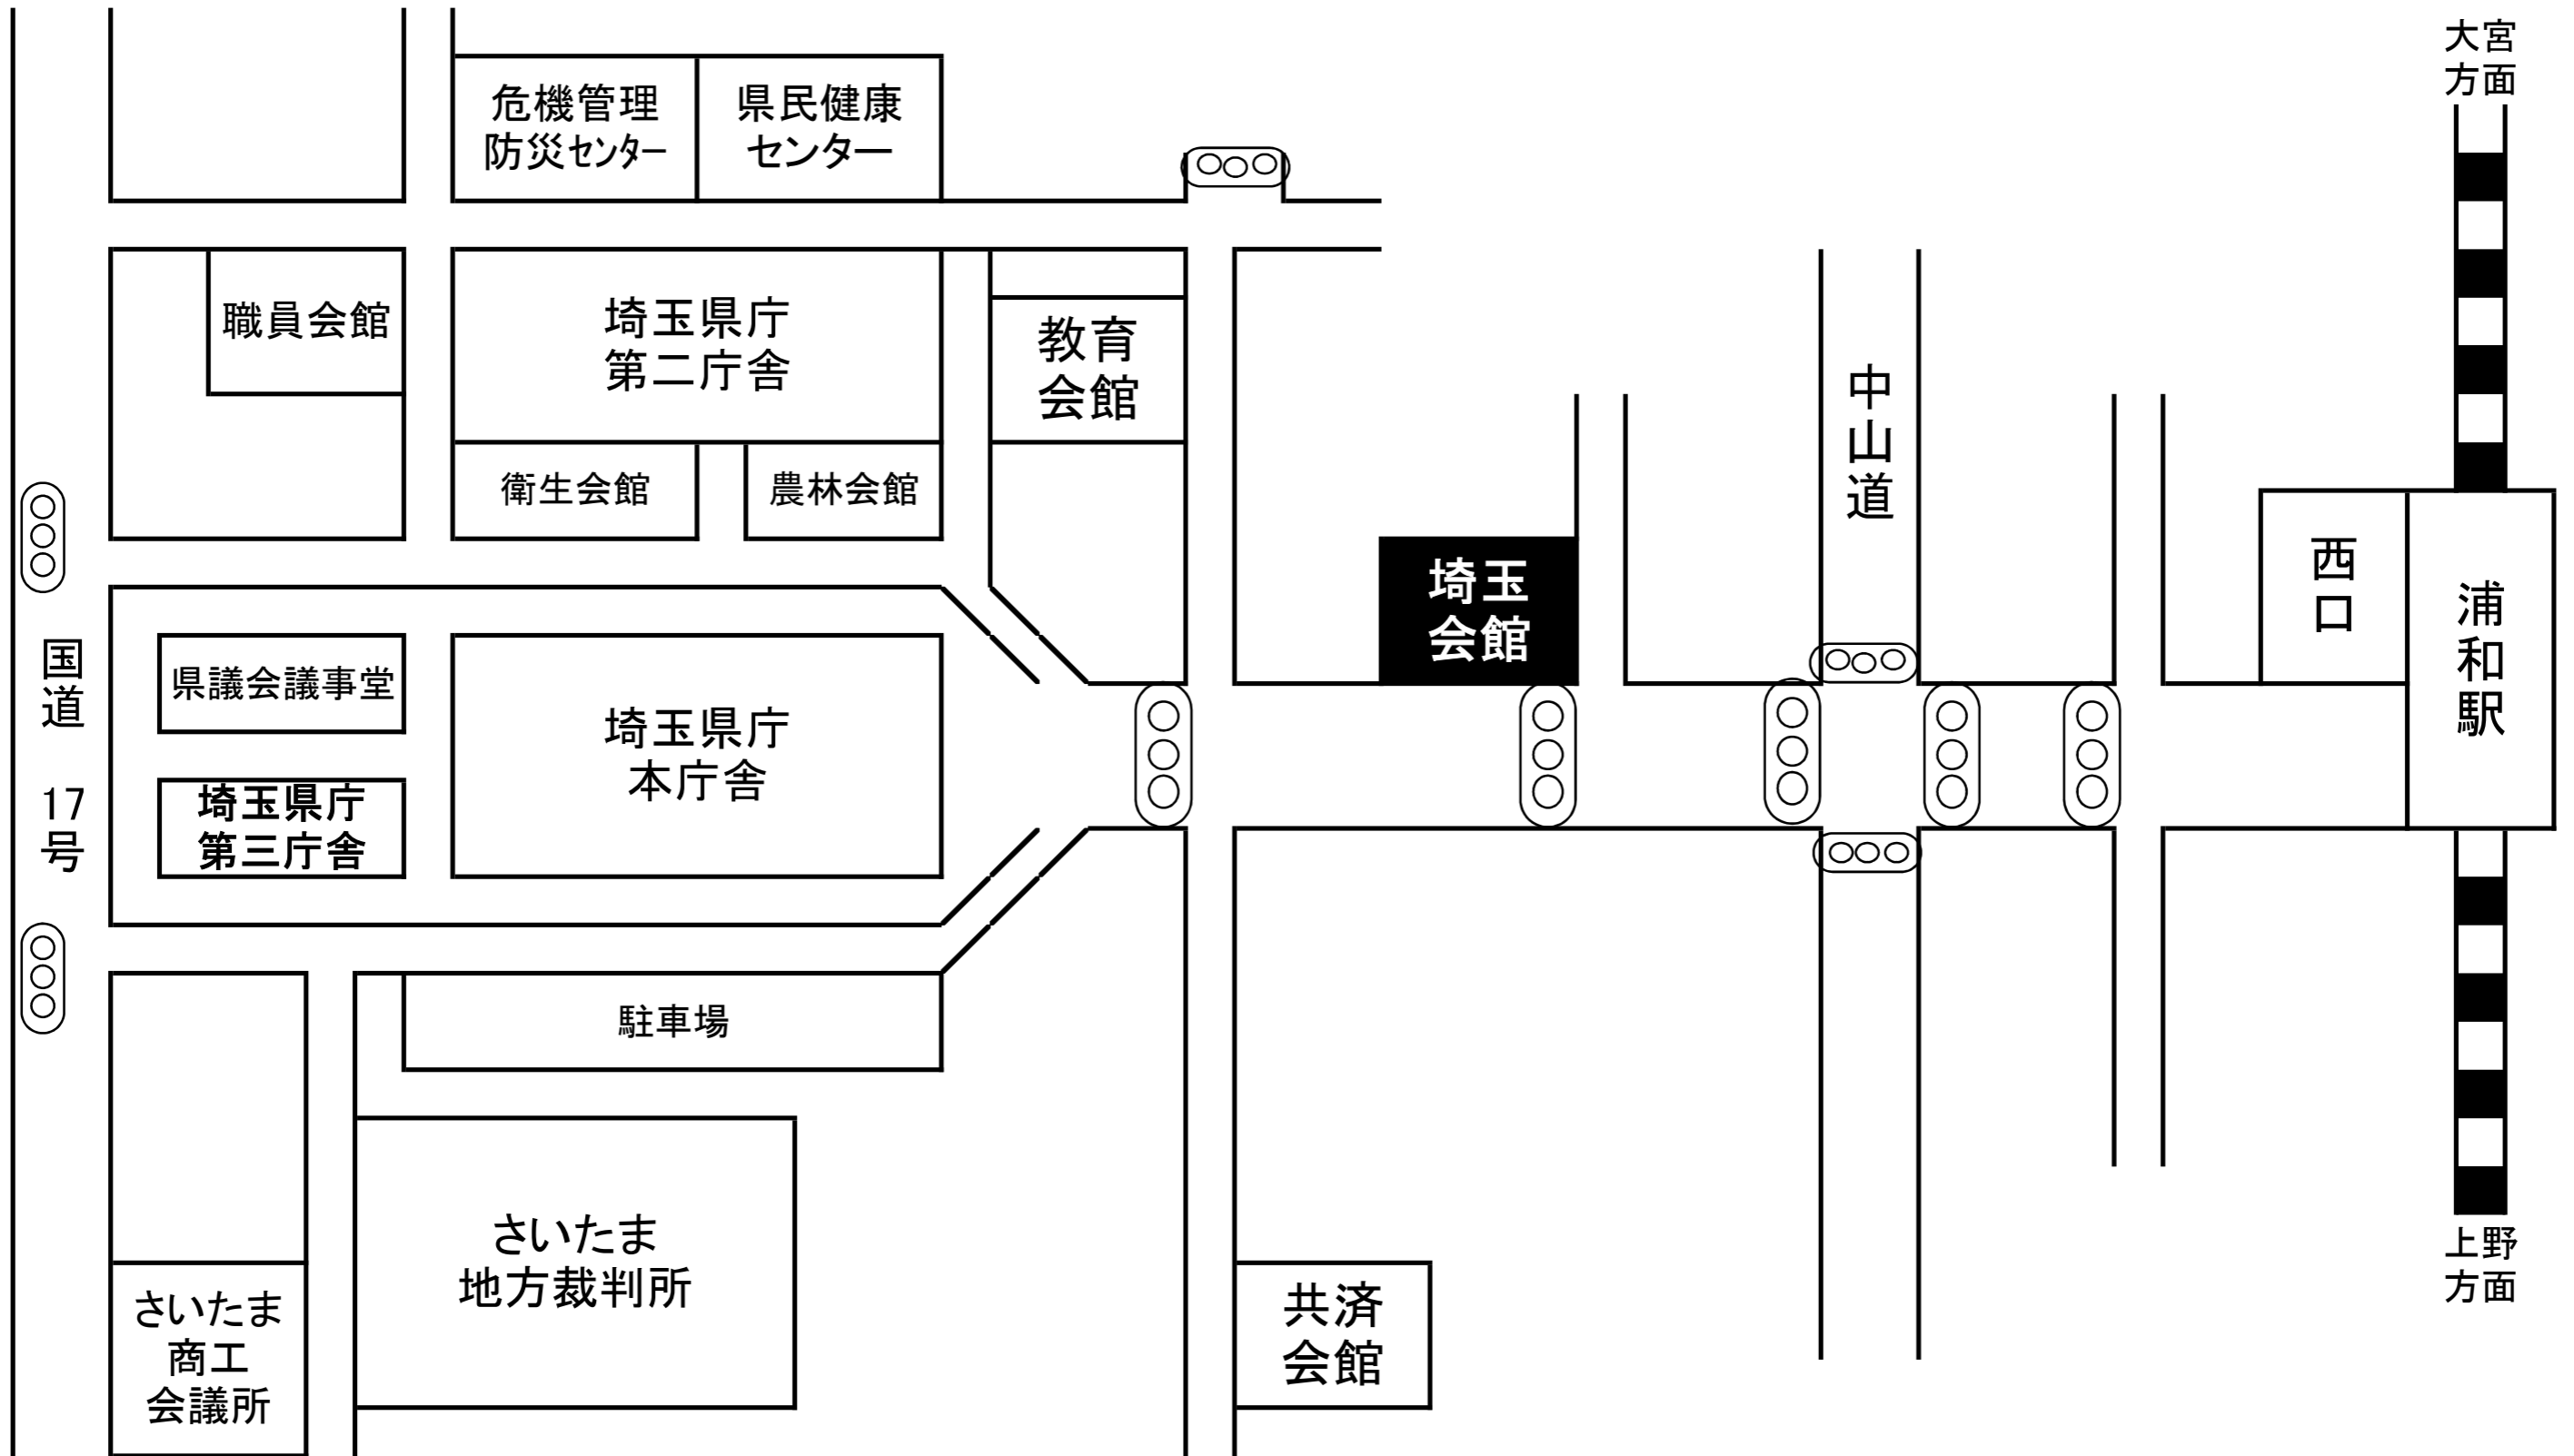 大宮
方面
危機管理
防災センター
県民健康
センター
職員会館
埼玉県庁
第二庁舎
教育
会館
中山道
衛生会館
農林会館
埼玉
会館
西口
浦和駅
国道 17号
県議会議事堂
埼玉県庁
本庁舎
埼玉県庁
第三庁舎
駐車場
さいたま
地方裁判所
上野
方面
さいたま
商工
会議所
共済
会館